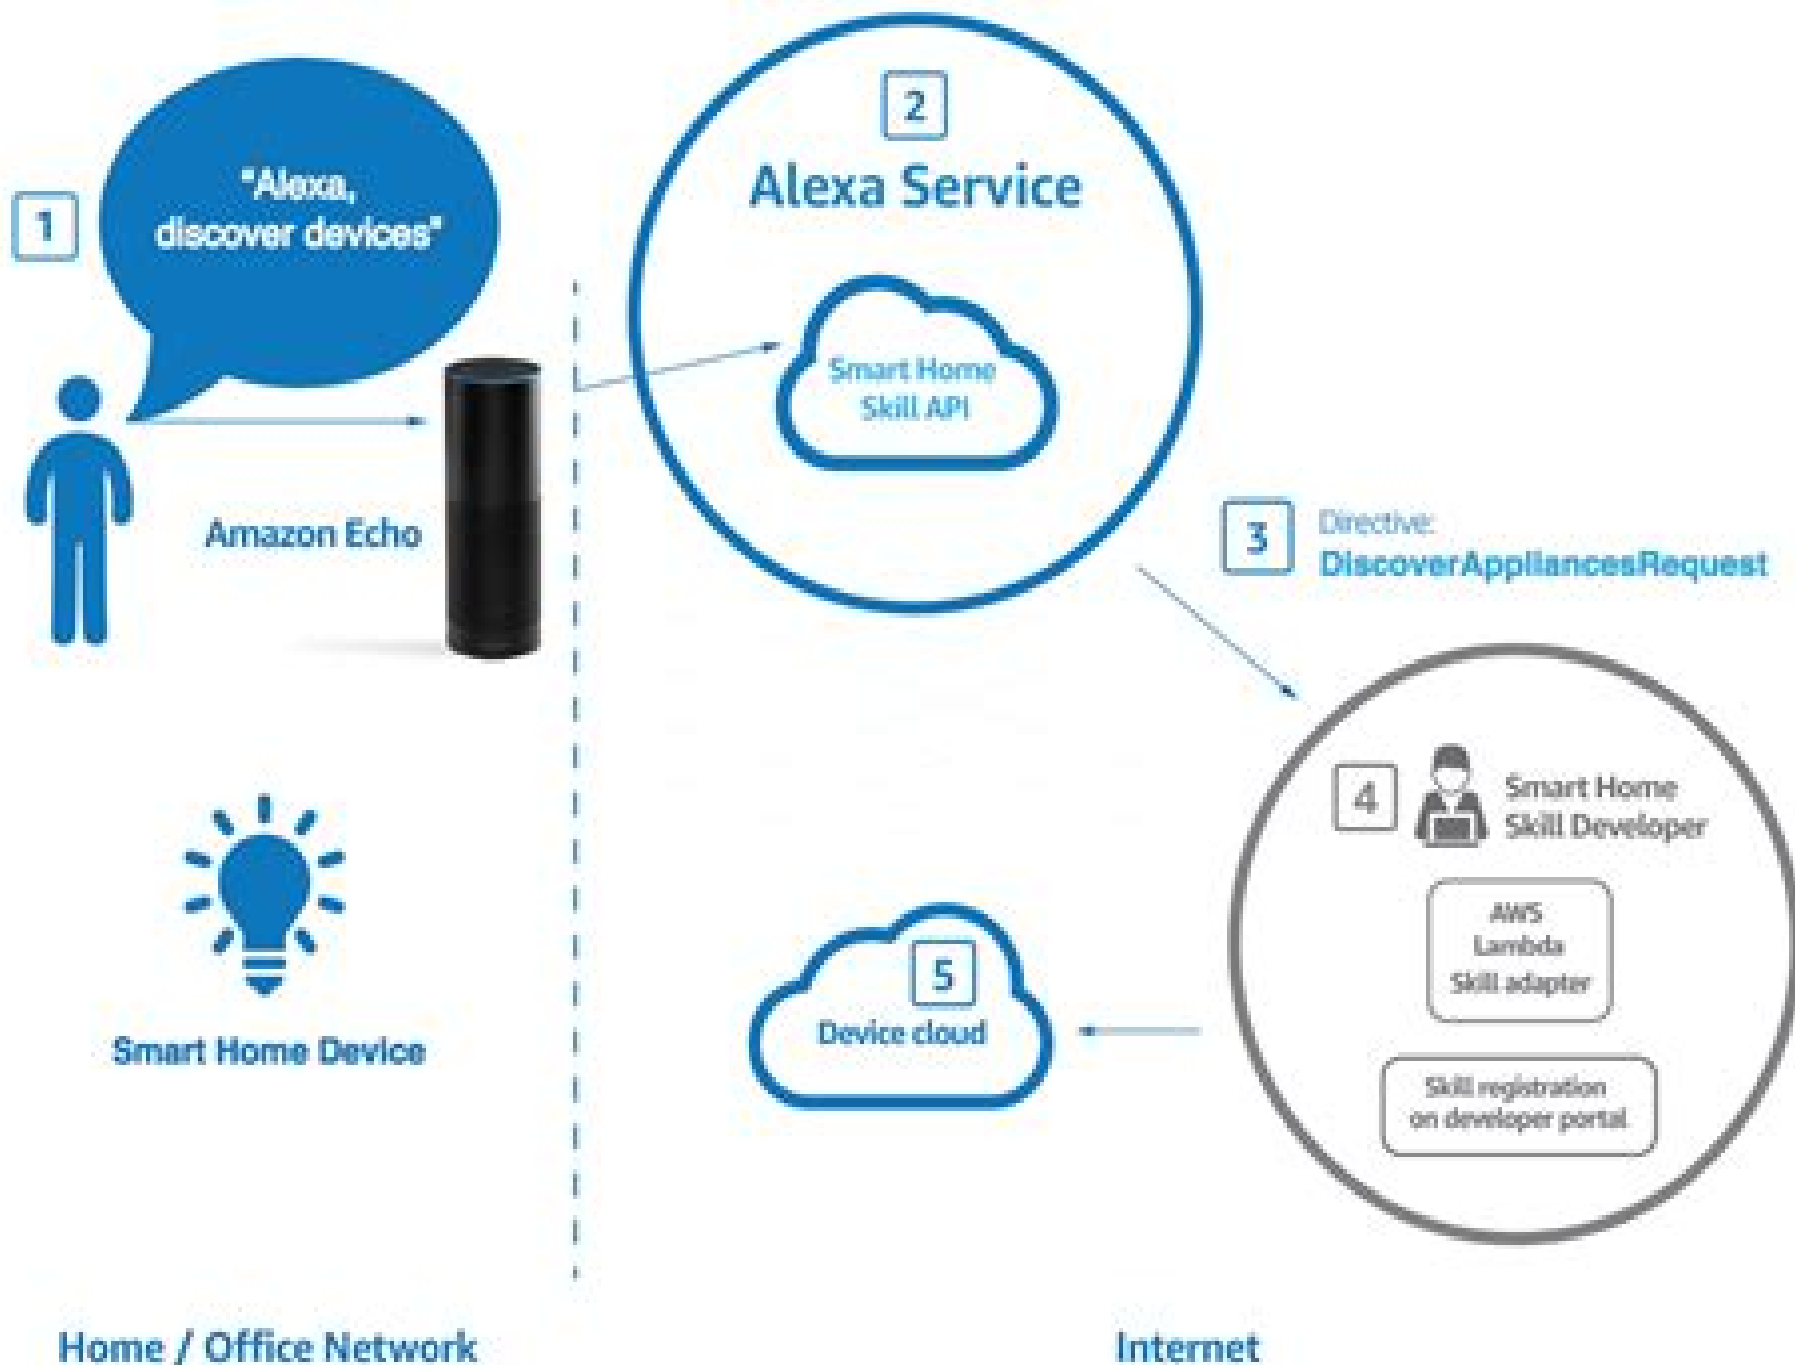 1
"Alexa,
discover devices"
Amazon Echo
2
Alexa Service
Smart Home
Skill API
3
Directive:
DiscoverAppliancesRequest
4
Smart Home
Skill Developer
AWS
Lambda
Skill adapter
Skill registration
on developer portal
5
Device cloud
Smart Home Device
Home / Office Network
Internet